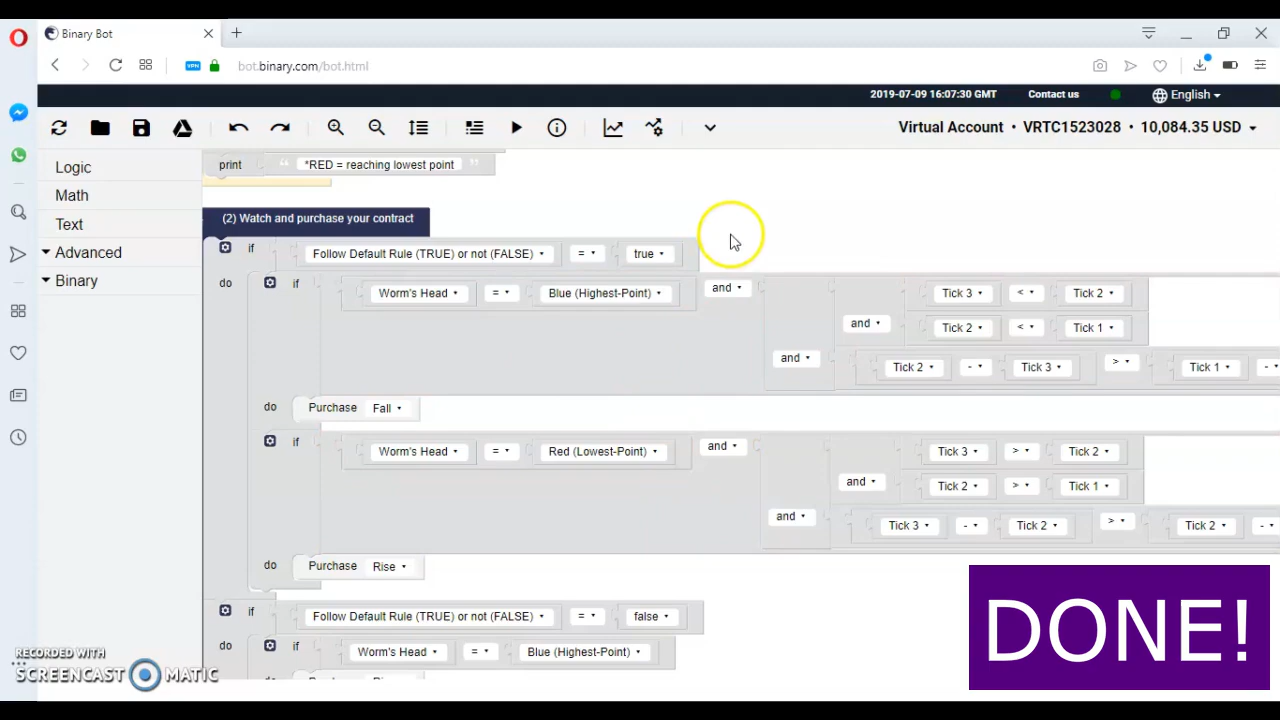 Binary Bot
VPN bot.binary.com/bot.html
2019-07-09 16:07:30 GMT Contact us English
Virtual Account • VRTC1523028 • 10,084.35 USD
Logic
Math
Text
Advanced
Binary
print “ *RED = reaching lowest point ”
(2) Watch and purchase your contract
if Follow Default Rule (TRUE) or not (FALSE) = true
do if Worm's Head = Blue (Highest-Point) and Tick 3 < Tick 2
and Tick 2 < Tick 1
and Tick 2 - Tick 3 > Tick 1 -
do Purchase Fall
if Worm's Head = Red (Lowest-Point) and Tick 3 > Tick 2
and Tick 2 > Tick 1
and Tick 3 - Tick 2 > Tick 2 -
do Purchase Rise
if Follow Default Rule (TRUE) or not (FALSE) = false
do if Worm's Head = Blue (Highest-Point)
DONE!
RECORDED WITH
SCREENCAST MATIC